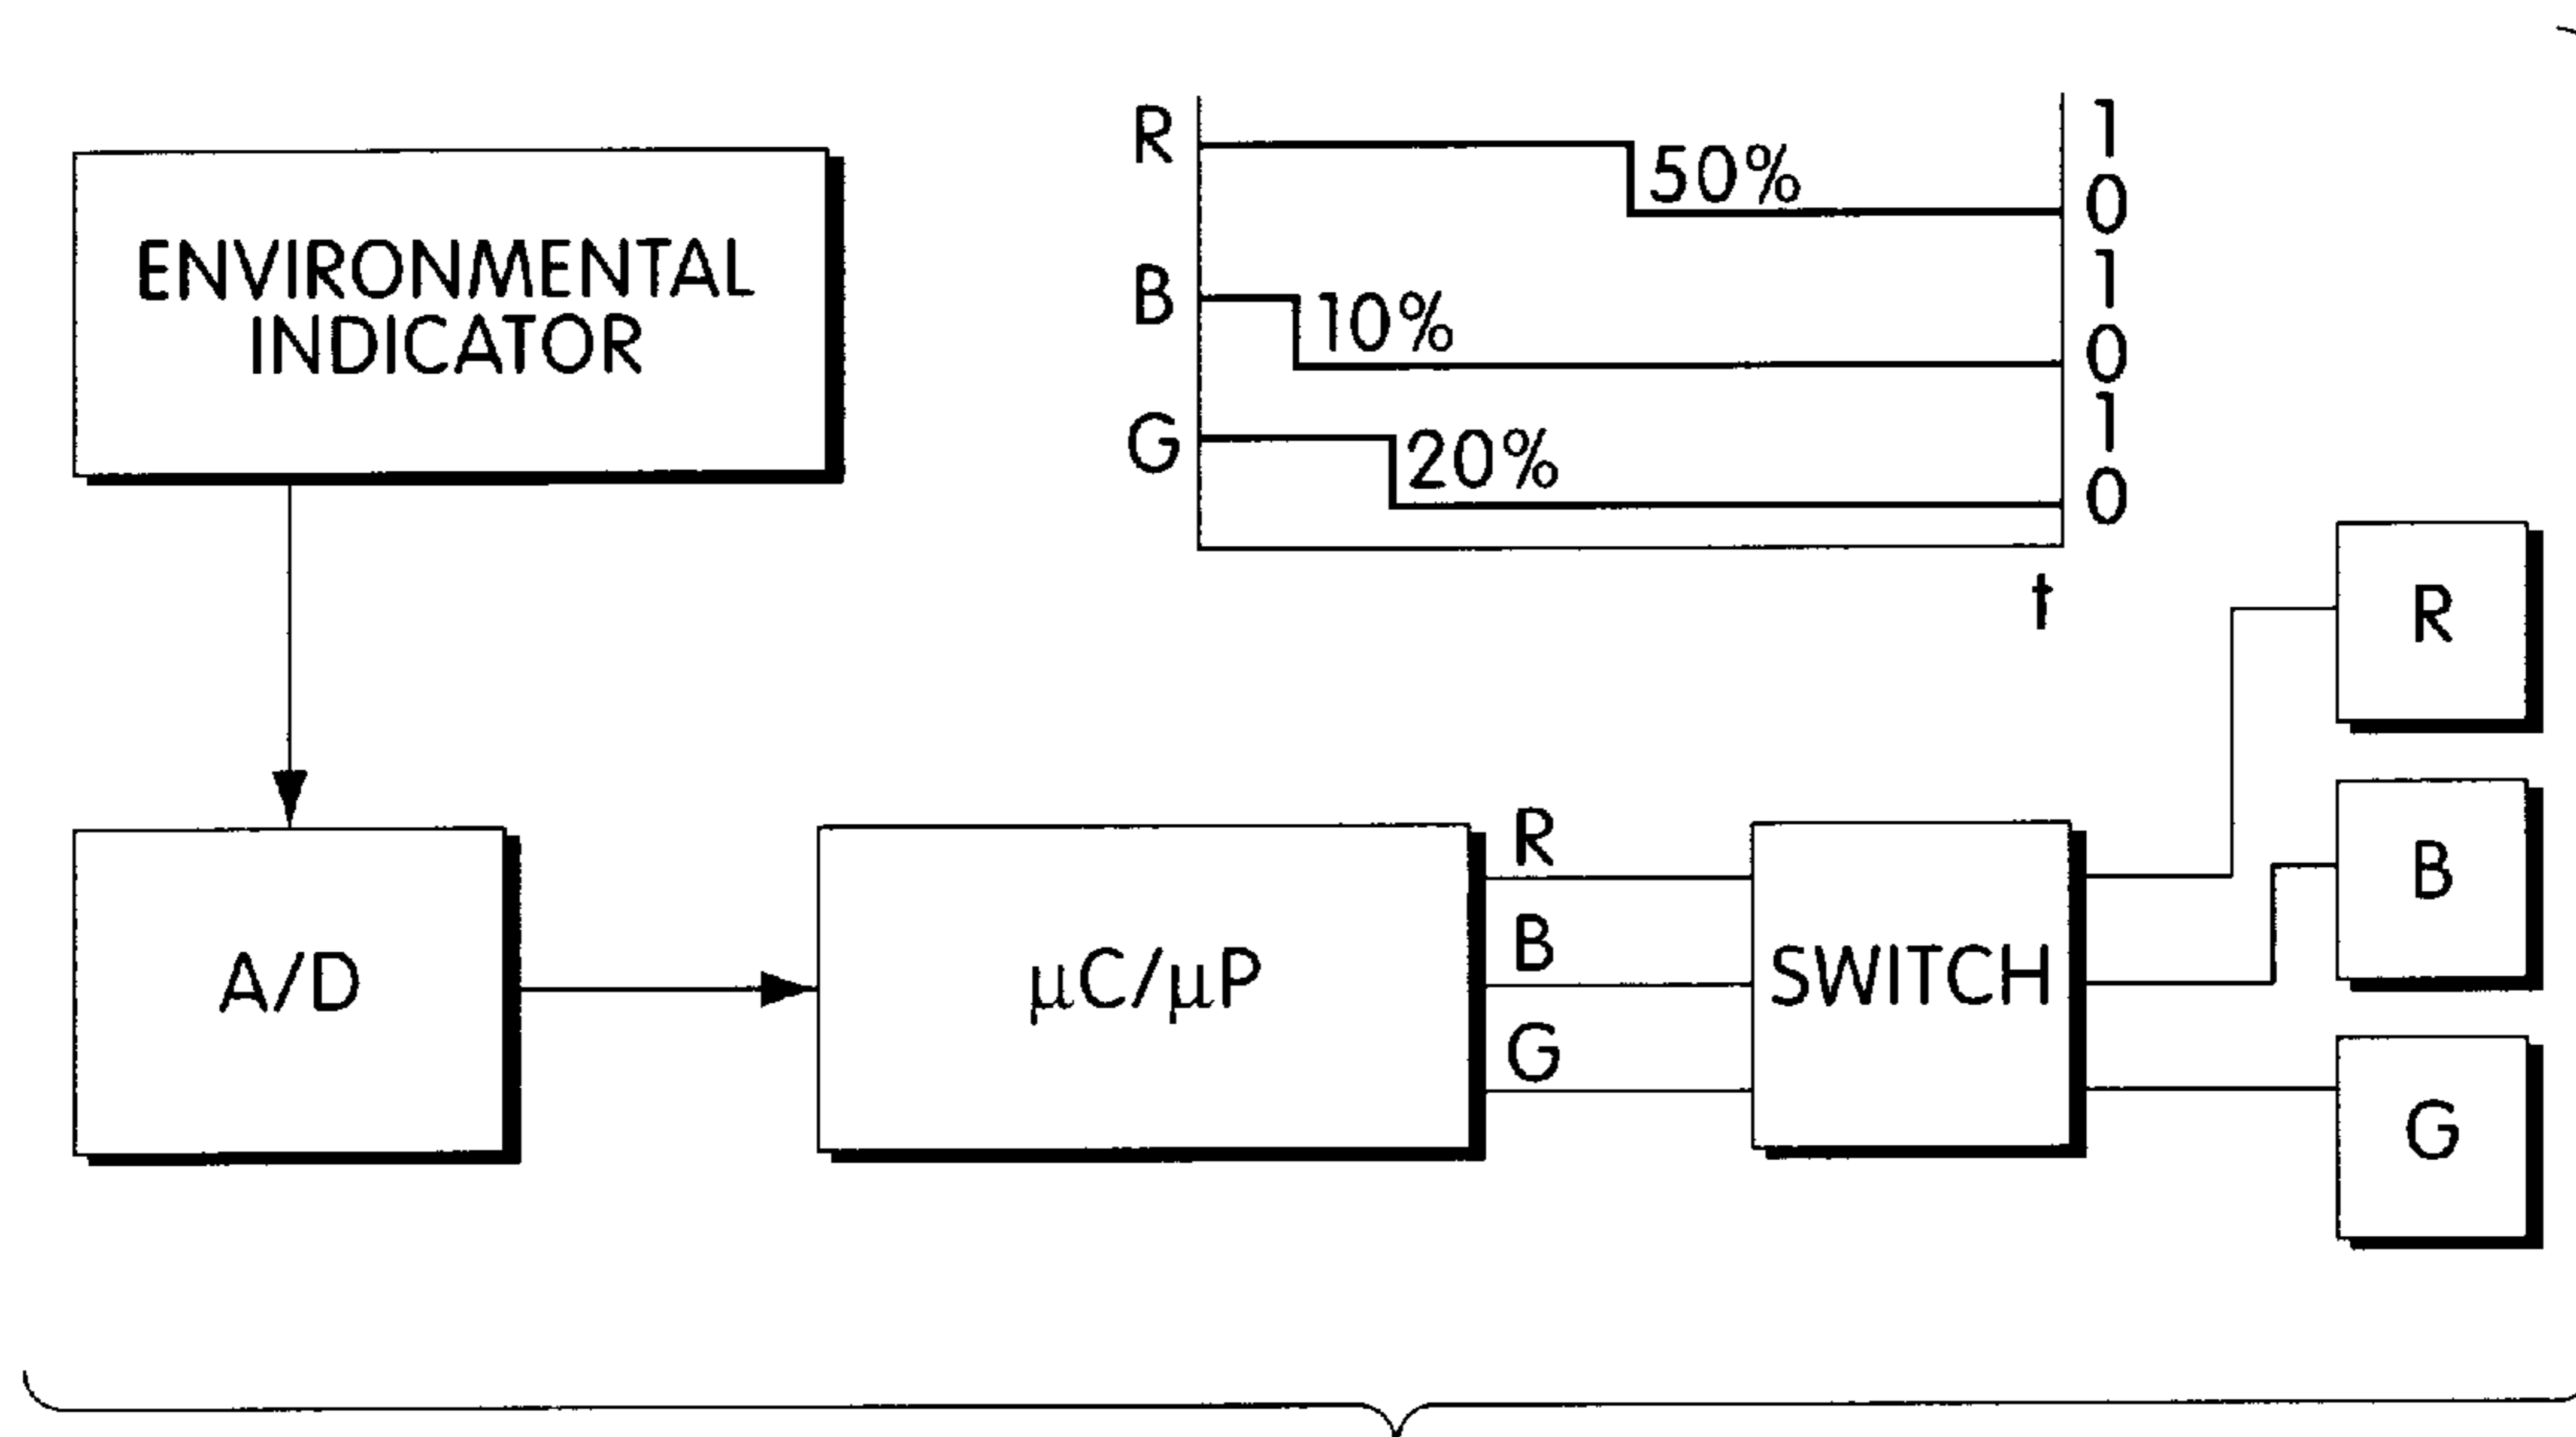 ENVIRONMENTAL
INDICATOR
R
50%
1
0
B
10%
1
0
G
20%
1
0
t
A/D
µC/µP
R
B
G
SWITCH
R
B
G